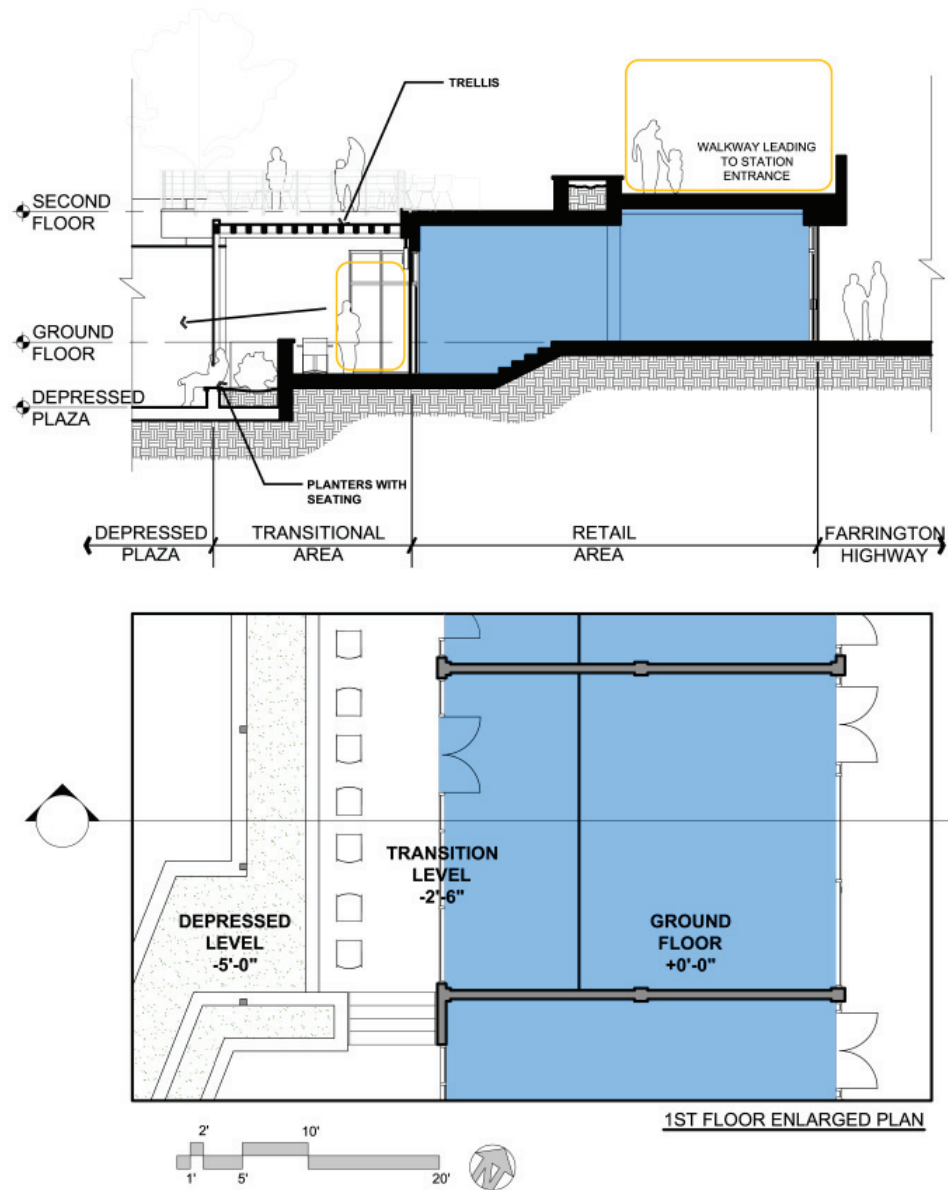 TRELLIS
WALKWAY LEADING
TO STATION
ENTRANCE
SECOND
FLOOR
GROUND
FLOOR
DEPRESSED
PLAZA
PLANTERS WITH
SEATING
DEPRESSED
PLAZA
TRANSITIONAL
AREA
RETAIL
AREA
FARRINGTON
HIGHWAY
TRANSITION
LEVEL
-2'-6"
DEPRESSED
LEVEL
-5'-0"
GROUND
FLOOR
+0'-0"
1ST FLOOR ENLARGED PLAN
2' 10'
1' 5' 20'
N